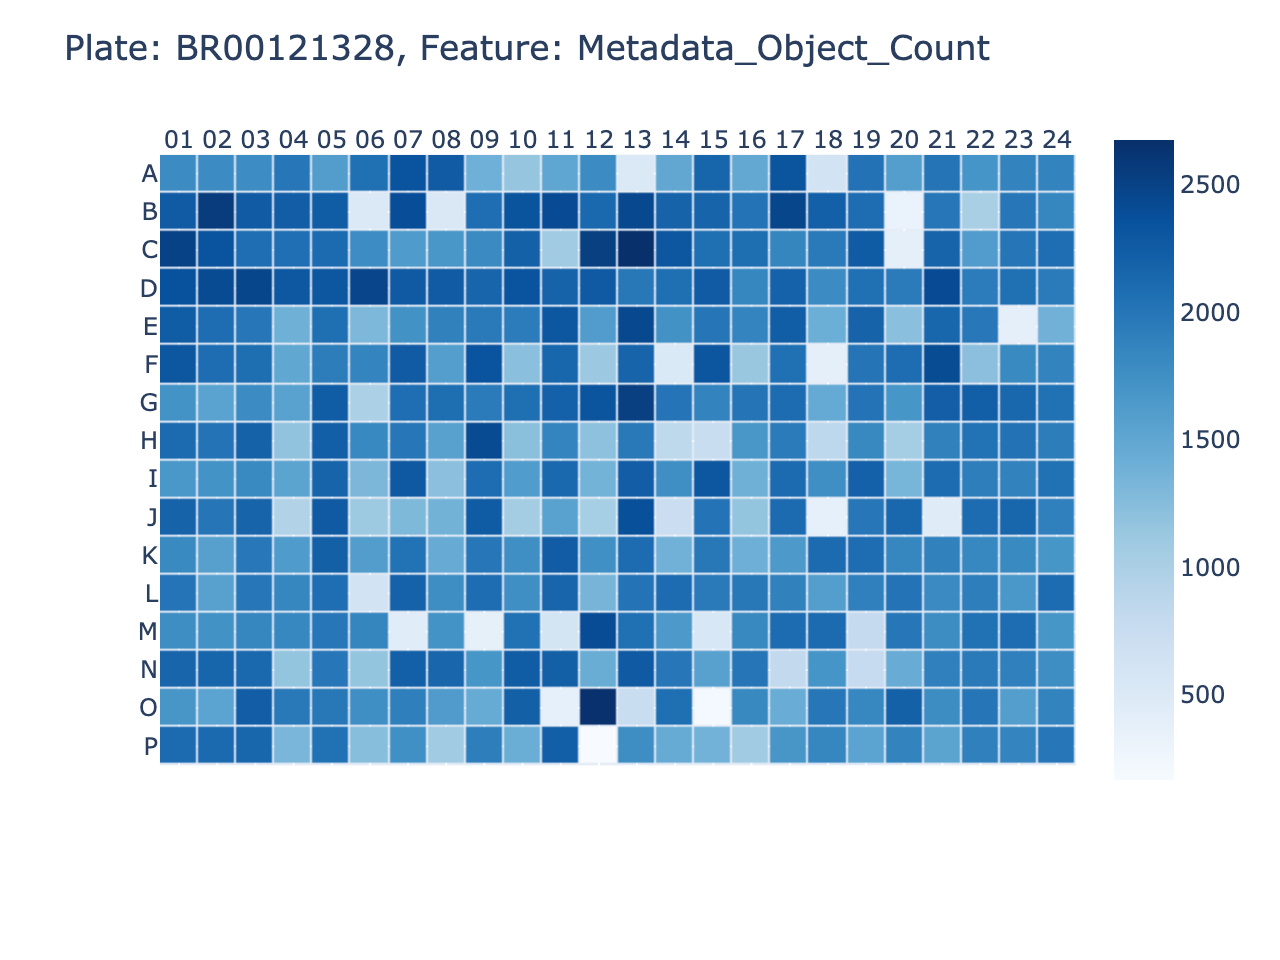 Plate: BR00121328, Feature: Metadata_Object_Count
01 02 03 04 05 06 07 08 09 10 11 12 13 14 15 16 17 18 19 20 21 22 23 24
A
B
C
D
E
F
G
H
I
J
K
L
M
N
O
P
2500
2000
1500
1000
500